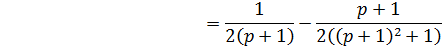 = 1/(2(p + 1)) − (p + 1)/(2((p + 1)² + 1))